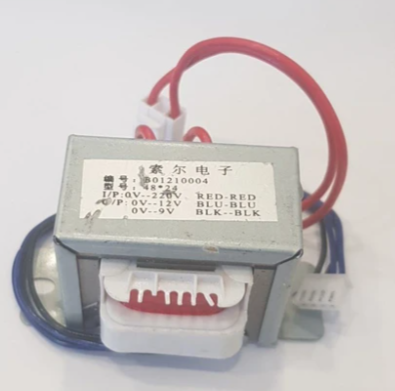 索尔电子
编号: S01210004
型号: 48*24
I/P:0V--220V RED-RED
O/P: 0V--12V BLU-BLU
0V--9V BLK--BLK